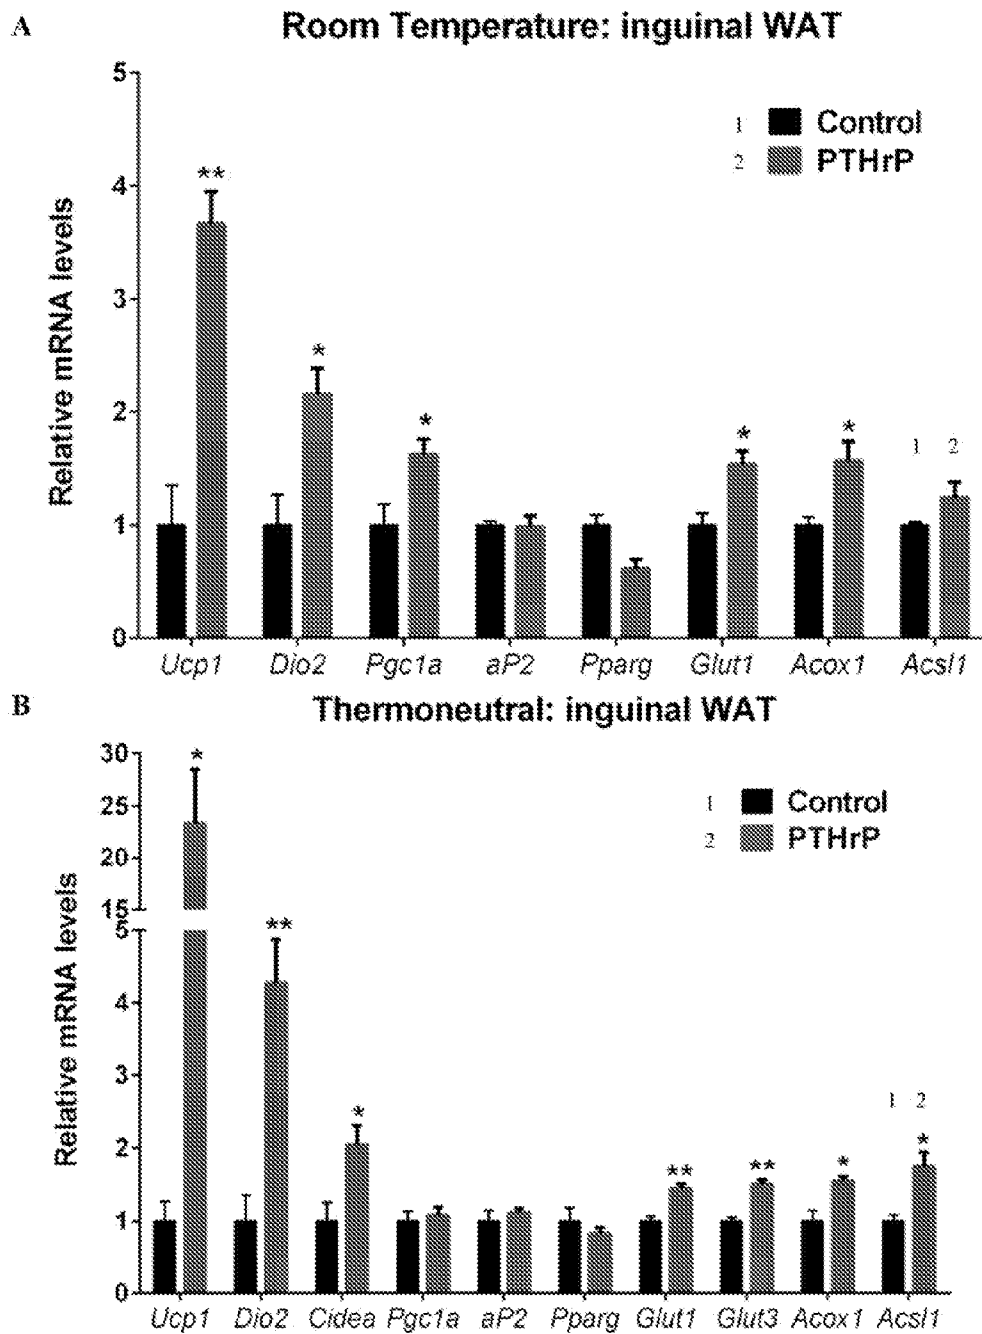 A
Room Temperature: inguinal WAT
5
4
3
2
1
0
Relative mRNA levels
1 Control
2 PTHrP
**
*
*
*
*
1 2
Ucp1 Dio2 Pgc1a aP2 Pparg Glut1 Acox1 Acsl1
B
Thermoneutral: inguinal WAT
30
25
20
15
5
4
3
2
1
0
Relative mRNA levels
1 Control
2 PTHrP
*
**
*
**
**
*
1 2
*
Ucp1 Dio2 Cidea Pgc1a aP2 Pparg Glut1 Glut3 Acox1 Acsl1